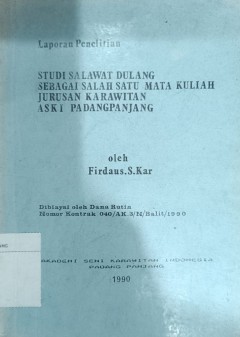 Laporan Penelitian
STUDI SALAWAT DULANG
SEBAGAI SALAH SATU MATA KULIAH
JURUSAN KARAWITAN
ASKI PADANGPANJANG
oleh
Firdaus.S.Kar
Dibiayai oleh Dana Rutin
Nomor Kontrak 040/AK.3/M/Balit/1990
AKADEMI SENI KARAWITAN INDONESIA
PADANG PANJANG
1990